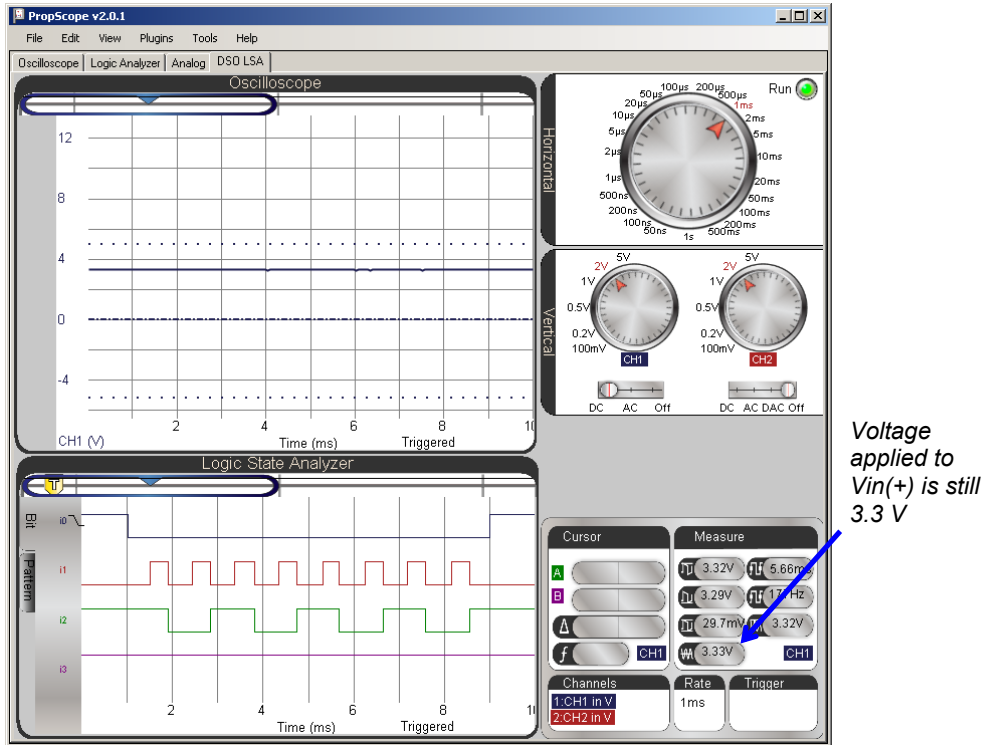 PropScope v2.0.1
File Edit View Plugins Tools Help
Oscilloscope Logic Analyzer Analog DSO LSA
Oscilloscope
12
8
4
0
-4
2 4 6 8 10
CH1 (V) Time (ms) Triggered
Horizontal
Run
50ns 100ns 200ns 500ns 1µs 2µs 5µs 10µs 20µs 50µs 100µs 200µs 500µs 1ms 2ms 5ms 10ms 20ms 50ms 100ms 200ms 500ms 1s
Vertical
5V
2V
1V
0.5V
0.2V
100mV
CH1
DC AC Off
5V
2V
1V
0.5V
0.2V
100mV
CH2
DC AC DAC Off
Voltage
applied to
Vin(+) is still
3.3 V
Logic State Analyzer
T
Bit
Pattern
i0
i1
i2
i3
2 4 6 8
Time (ms) Triggered
Cursor
A
B
Δ
f CH1
Measure
3.32V 5.66ms
3.29V Hz
29.7mV 3.32V
3.33V CH1
Channels
1:CH1 in V
2:CH2 in V
Rate
1ms
Trigger